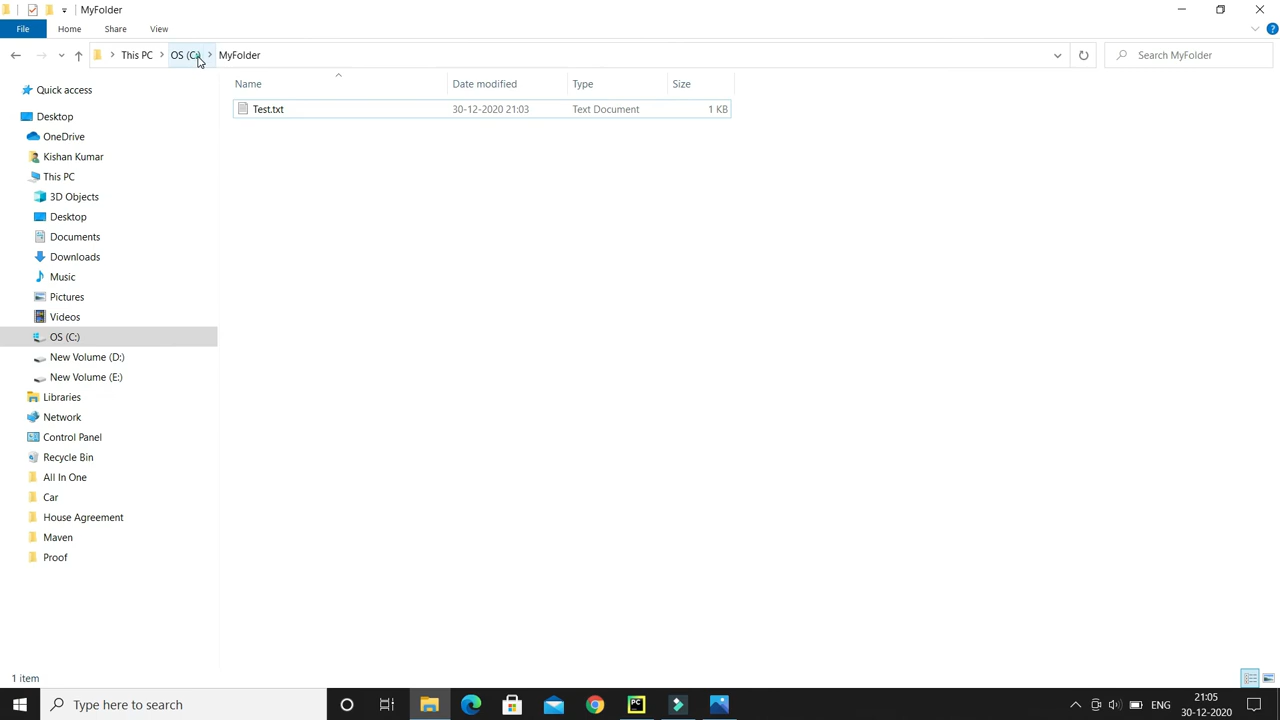 MyFolder
File Home Share View
This PC OS (C:) MyFolder Search MyFolder
Name Date modified Type Size
Test.txt 30-12-2020 21:03 Text Document 1 KB
Quick access
Desktop
OneDrive
Kishan Kumar
This PC
3D Objects
Desktop
Documents
Downloads
Music
Pictures
Videos
OS (C:)
New Volume (D:)
New Volume (E:)
Libraries
Network
Control Panel
Recycle Bin
All In One
Car
House Agreement
Maven
Proof
1 item
Type here to search PC ENG 21:05
30-12-2020